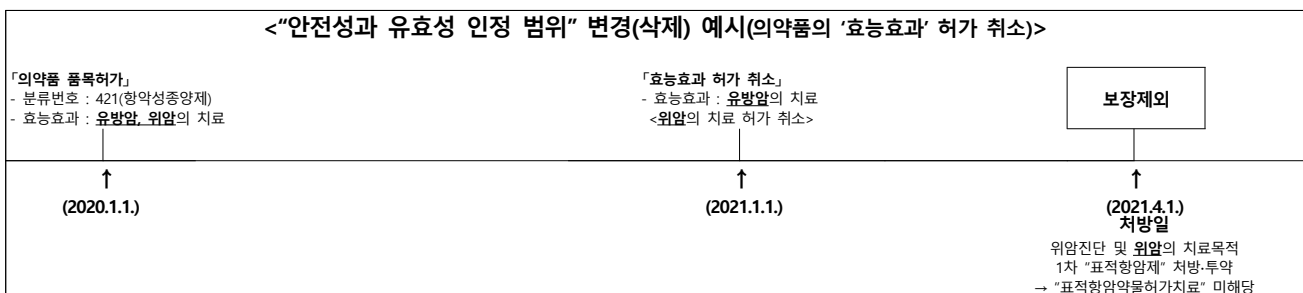 <“안전성과 유효성 인정 범위” 변경(삭제) 예시(의약품의 ‘효능효과’ 허가 취소)>
「의약품 품목허가」
- 분류번호 : 421(항악성종양제)
- 효능효과 : 유방암, 위암의 치료
「효능효과 허가 취소」
- 효능효과 : 유방암의 치료
<위암의 치료 허가 취소>
보장제외
↑
(2020.1.1.)
↑
(2021.1.1.)
↑
(2021.4.1.)
처방일
위암진단 및 위암의 치료목적
1차 “표적항암제” 처방·투약
→ “표적항암약물허가치료” 미해당